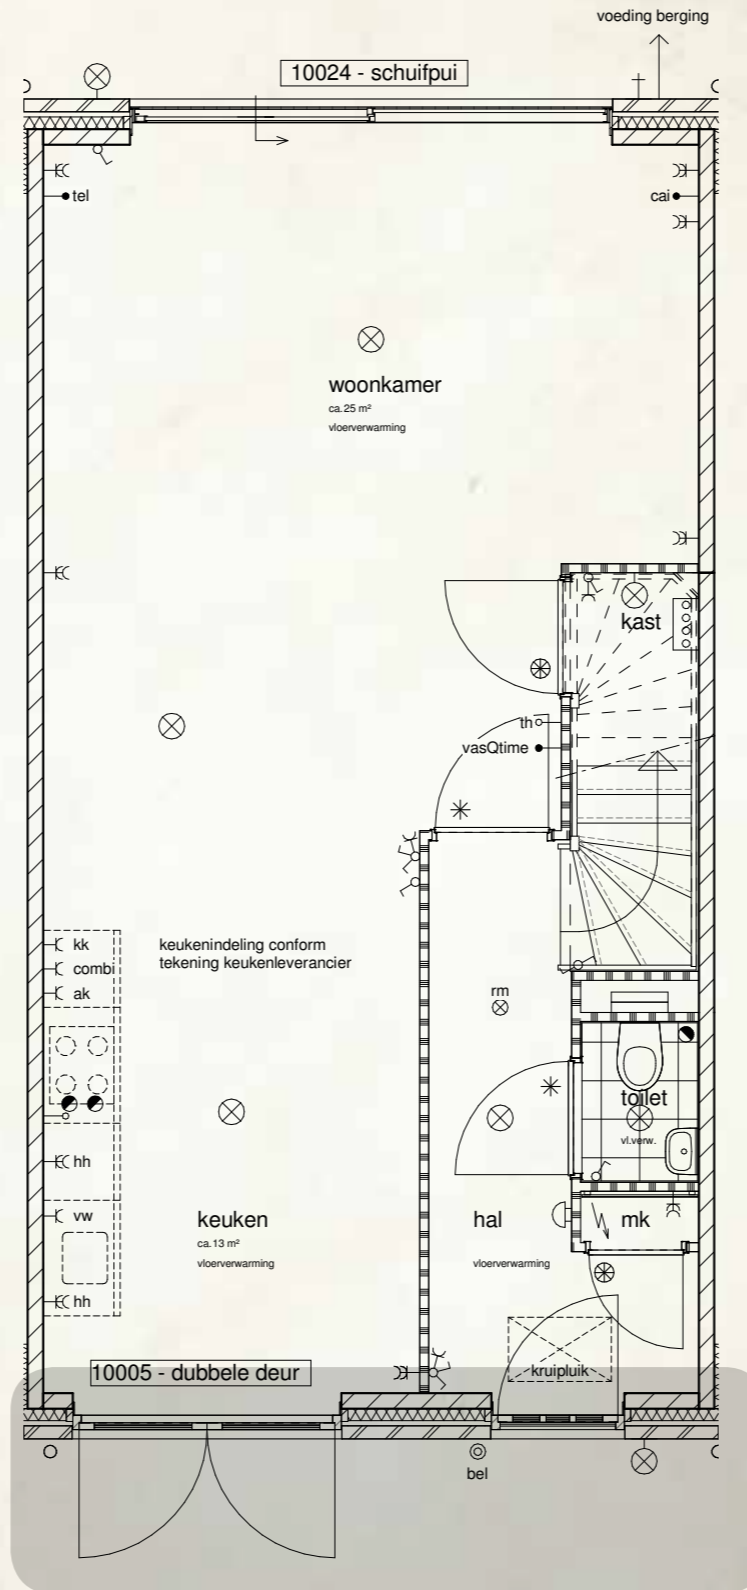 voeding berging
10024 - schuifpui
tel
cai
woonkamer
ca.25 m²
vloerverwarming
kast
th
vasQtime
keukenindeling conform
tekening keukenleverancier
kk
combi
ak
rm
toilet
vl.verw.
hh
vw
hh
keuken
ca.13 m²
vloerverwarming
hal
vloerverwarming
mk
kruipluik
10005 - dubbele deur
bel